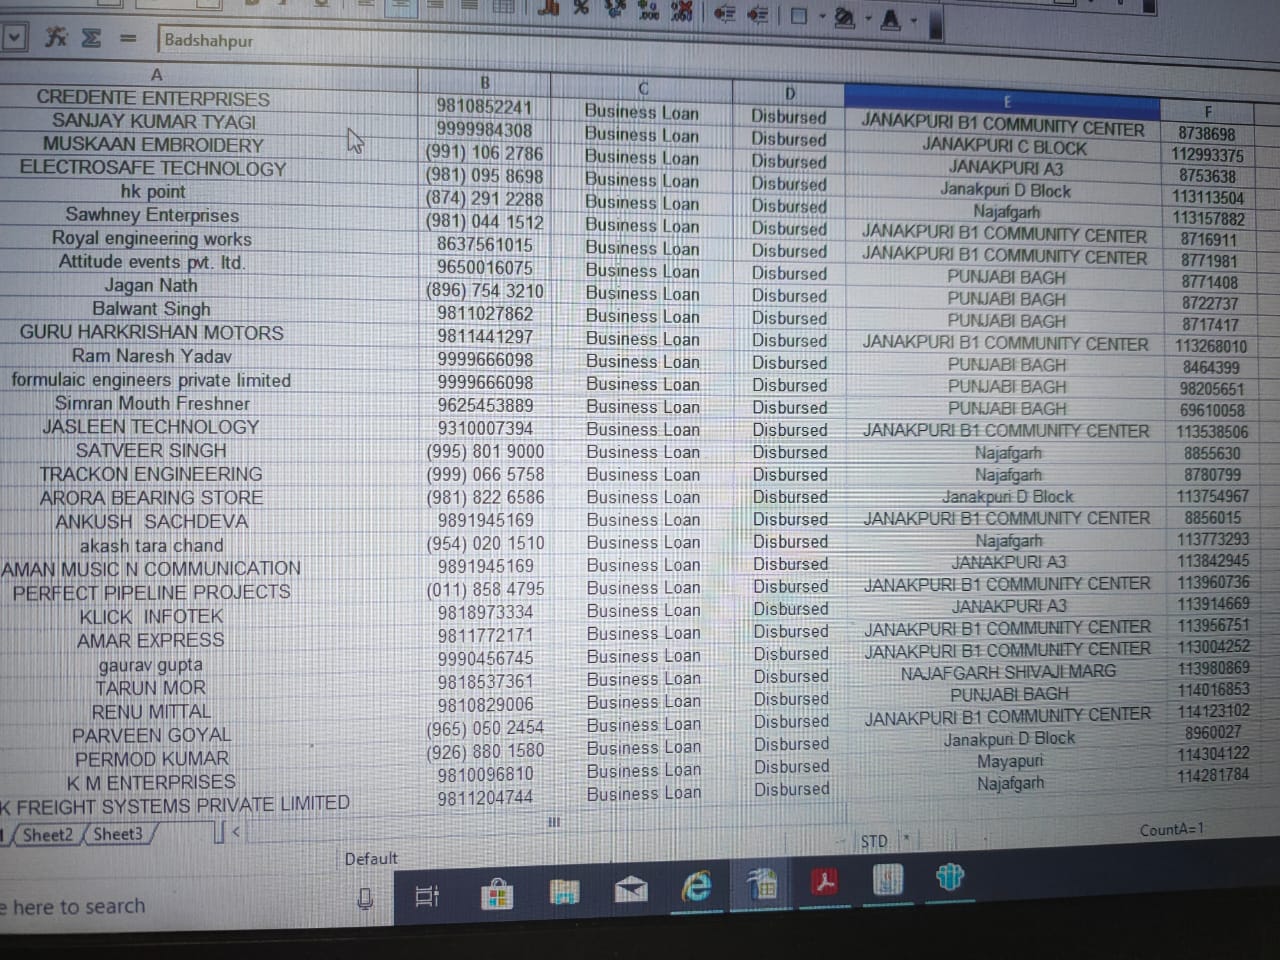 Badshahpur
A B C D E F
CREDENTE ENTERPRISES 9810852241 Business Loan Disbursed JANAKPURI B1 COMMUNITY CENTER 8738698
SANJAY KUMAR TYAGI 9999984308 Business Loan Disbursed JANAKPURI C BLOCK 112993375
MUSKAAN EMBROIDERY (991) 106 2786 Business Loan Disbursed JANAKPURI A3 8753638
ELECTROSAFE TECHNOLOGY (981) 095 8698 Business Loan Disbursed Janakpuri D Block 113113504
hk point (874) 291 2288 Business Loan Disbursed Najafgarh 113157882
Sawhney Enterprises (981) 044 1512 Business Loan Disbursed JANAKPURI B1 COMMUNITY CENTER 8716911
Royal engineering works 8637561015 Business Loan Disbursed JANAKPURI B1 COMMUNITY CENTER 8771981
Attitude events pvt. ltd. 9650016075 Business Loan Disbursed PUNJABI BAGH 8771408
Jagan Nath (896) 754 3210 Business Loan Disbursed PUNJABI BAGH 8722737
Balwant Singh 9811027862 Business Loan Disbursed PUNJABI BAGH 8717417
GURU HARKRISHAN MOTORS 9811441297 Business Loan Disbursed JANAKPURI B1 COMMUNITY CENTER 113268010
Ram Naresh Yadav 9999666098 Business Loan Disbursed PUNJABI BAGH 8464399
formulaic engineers private limited 9999666098 Business Loan Disbursed PUNJABI BAGH 98205651
Simran Mouth Freshner 9625453889 Business Loan Disbursed PUNJABI BAGH 69610058
JASLEEN TECHNOLOGY 9310007394 Business Loan Disbursed JANAKPURI B1 COMMUNITY CENTER 113538506
SATVEER SINGH (995) 801 9000 Business Loan Disbursed Najafgarh 8855630
TRACKON ENGINEERING (999) 066 5758 Business Loan Disbursed Najafgarh 8780799
ARORA BEARING STORE (981) 822 6586 Business Loan Disbursed Janakpuri D Block 113754967
ANKUSH SACHDEVA 9891945169 Business Loan Disbursed JANAKPURI B1 COMMUNITY CENTER 8856015
akash tara chand (954) 020 1510 Business Loan Disbursed Najafgarh 113773293
AMAN MUSIC N COMMUNICATION 9891945169 Business Loan Disbursed JANAKPURI A3 113842945
PERFECT PIPELINE PROJECTS (011) 858 4795 Business Loan Disbursed JANAKPURI B1 COMMUNITY CENTER 113960736
KLICK INFOTEK 9818973334 Business Loan Disbursed JANAKPURI A3 113914669
AMAR EXPRESS 9811772171 Business Loan Disbursed JANAKPURI B1 COMMUNITY CENTER 113956751
gaurav gupta 9990456745 Business Loan Disbursed JANAKPURI B1 COMMUNITY CENTER 113004252
TARUN MOR 9818537361 Business Loan Disbursed NAJAFGARH SHIVAJI MARG 113980869
RENU MITTAL 9810829006 Business Loan Disbursed PUNJABI BAGH 114016853
PARVEEN GOYAL (965) 050 2454 Business Loan Disbursed JANAKPURI B1 COMMUNITY CENTER 114123102
PERMOD KUMAR (926) 880 1580 Business Loan Disbursed Janakpuri D Block 8960027
K M ENTERPRISES 9810096810 Business Loan Disbursed Mayapuri 114304122
K FREIGHT SYSTEMS PRIVATE LIMITED 9811204744 Business Loan Disbursed Najafgarh 114281784
Sheet2 Sheet3
Default STD * CountA=1
e here to search